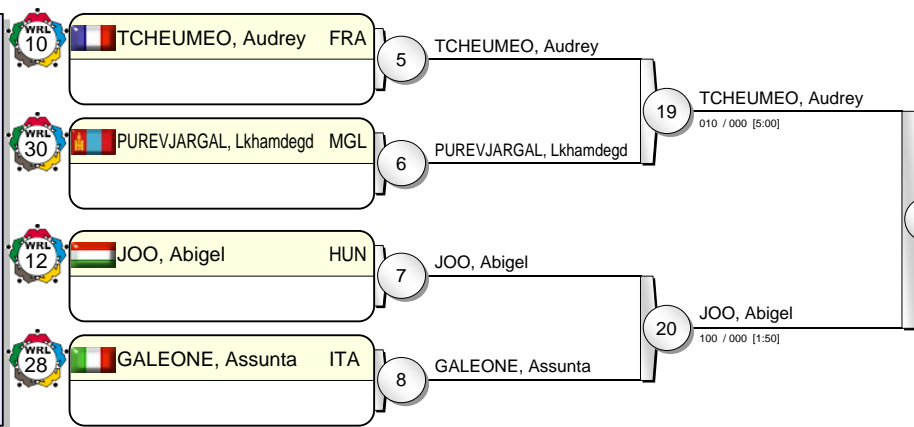 WRL
10
TCHEUMEO, Audrey FRA
5
TCHEUMEO, Audrey
19
TCHEUMEO, Audrey
010 / 000 [5:00]
WRL
30
PUREVJARGAL, Lkhamdegd MGL
6
PUREVJARGAL, Lkhamdegd
WRL
12
JOO, Abigel HUN
7
JOO, Abigel
20
JOO, Abigel
100 / 000 [1:50]
WRL
28
GALEONE, Assunta ITA
8
GALEONE, Assunta